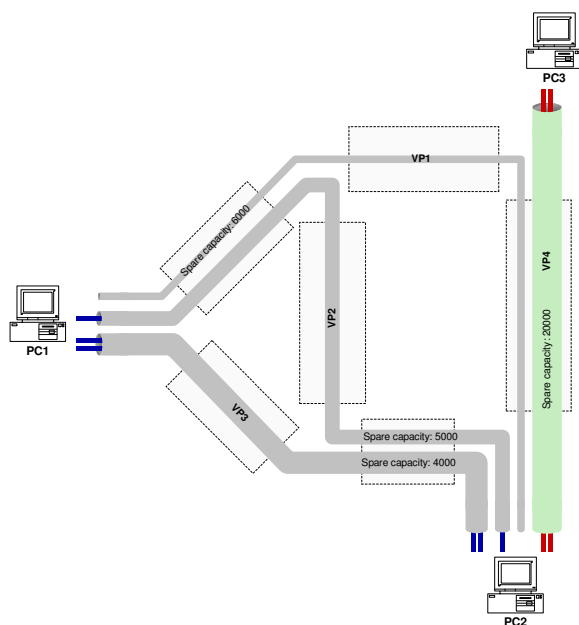 PC3
VP1
Spare capacity: 6000
VP4
VP2
Spare capacity: 20000
PC1
VP3
Spare capacity: 5000
Spare capacity: 4000
PC2